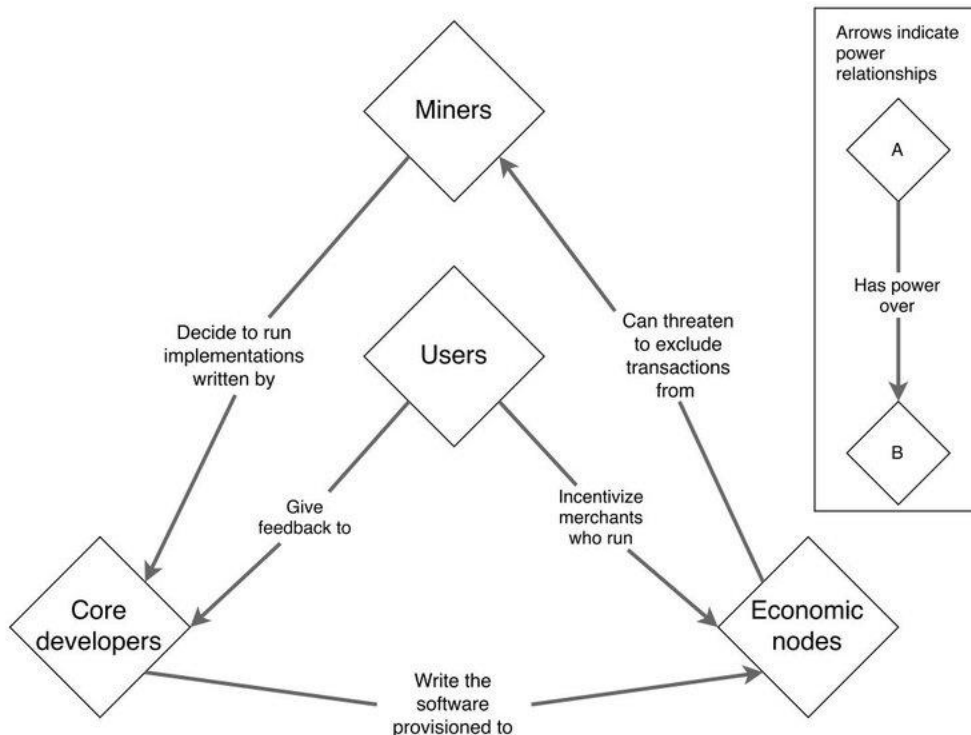 Miners
Arrows indicate
power
relationships
A
Has power
over
B
Decide to run
implementations
written by
Users
Can threaten
to exclude
transactions
from
Give
feedback to
Incentivize
merchants
who run
Core
developers
Economic
nodes
Write the
software
provisioned to